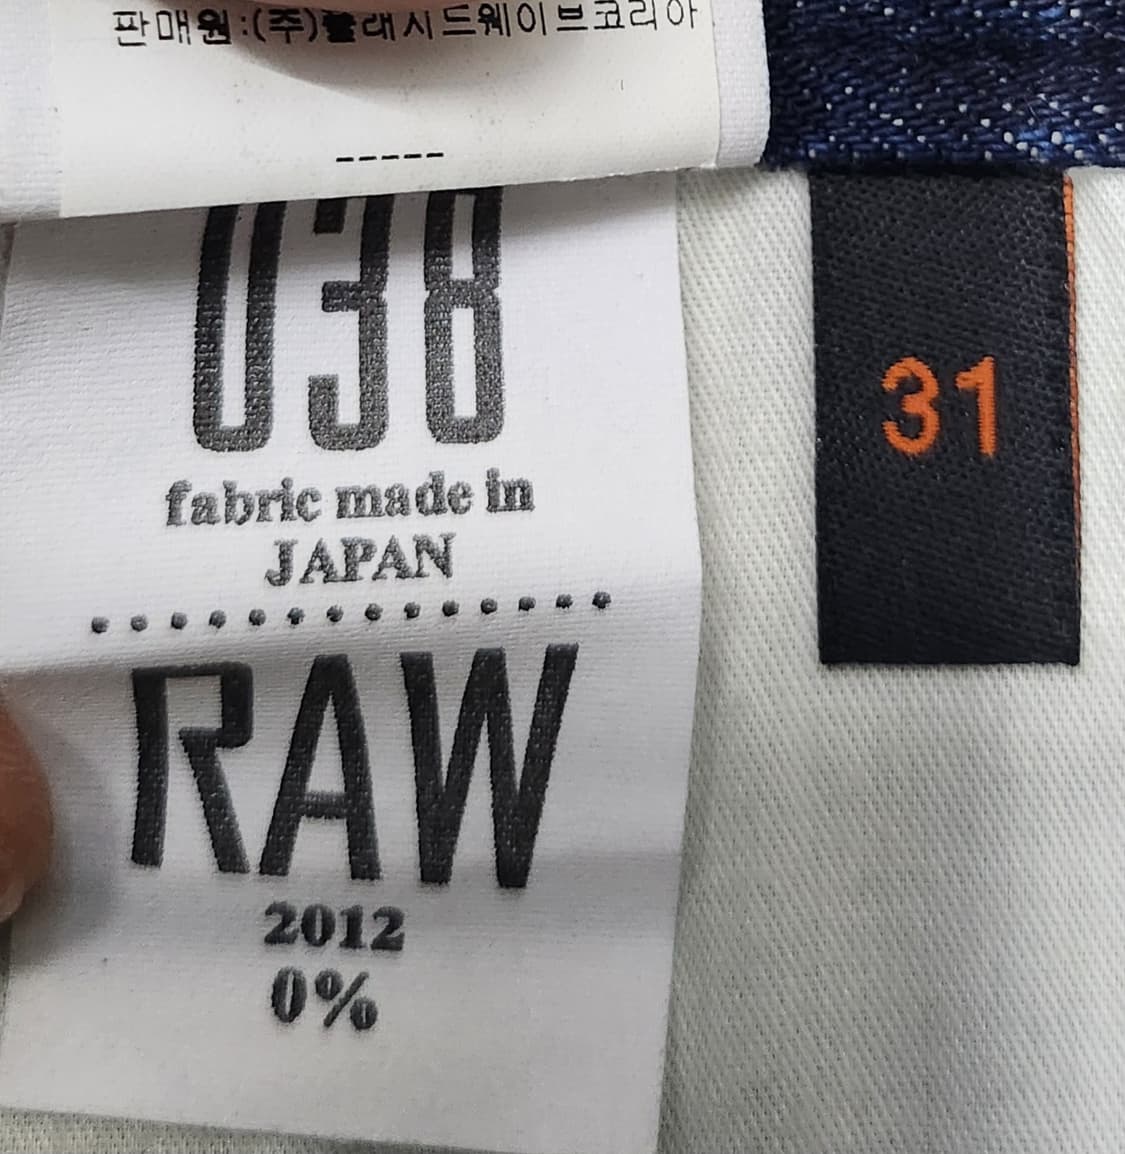 판매원:(주)플래시드웨이브코리아
-----
038
fabric made in
JAPAN
RAW
2012
0%
31